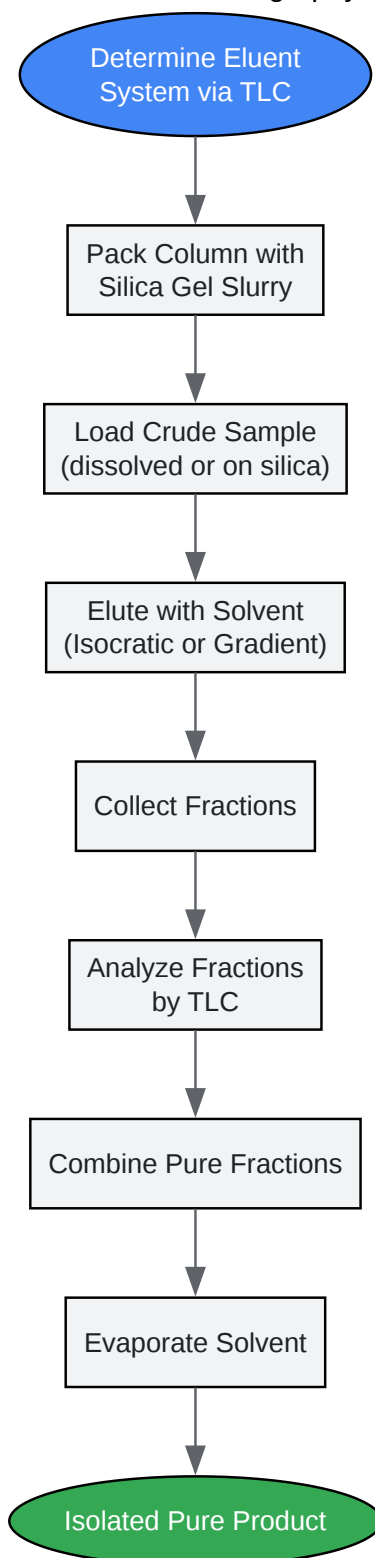 Determine Eluent
System via TLC
Pack Column with
Silica Gel Slurry
Load Crude Sample
(dissolved or on silica)
Elute with Solvent
(Isocratic or Gradient)
Collect Fractions
Analyze Fractions
by TLC
Combine Pure Fractions
Evaporate Solvent
Isolated Pure Product